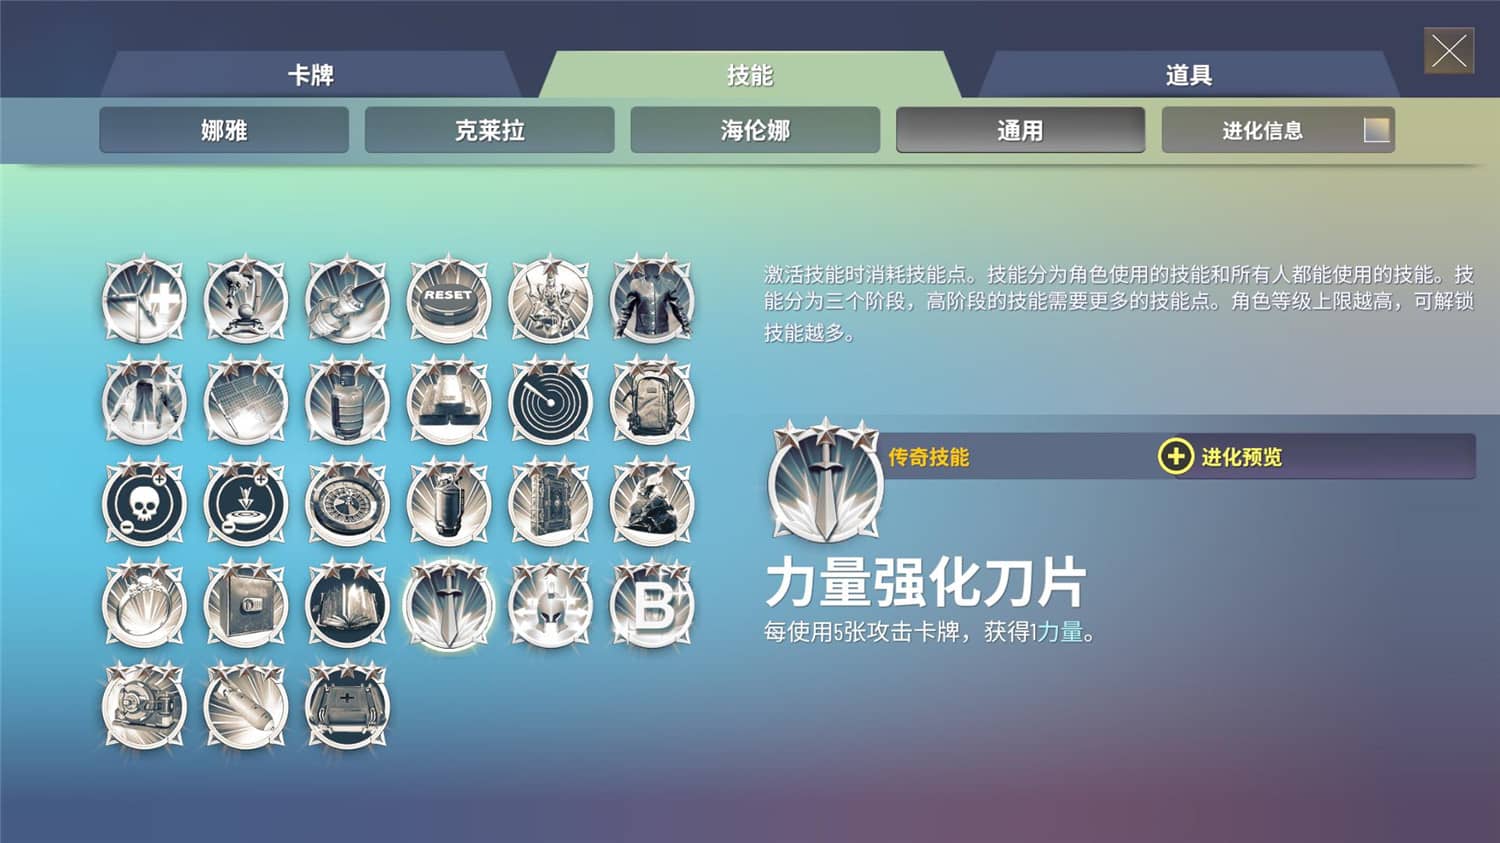 卡牌
技能
道具
娜雅
克莱拉
海伦娜
通用
进化信息
激活技能时消耗技能点。技能分为角色使用的技能和所有人都能使用的技能。技
能分为三个阶段，高阶段的技能需要更多的技能点。角色等级上限越高，可解锁
技能越多。
RESET
传奇技能
进化预览
力量强化刀片
每使用5张攻击卡牌，获得1力量。
B